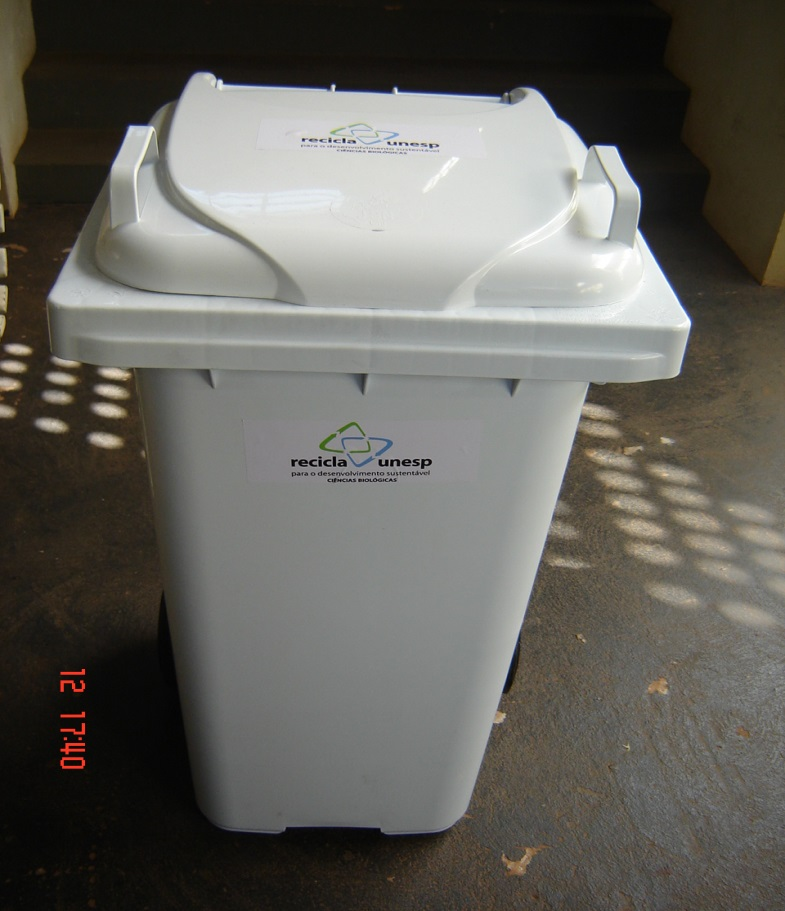 recicla unesp
para o desenvolvimento sustentável
CIÊNCIAS BIOLÓGICAS
recicla unesp
para o desenvolvimento sustentável
CIÊNCIAS BIOLÓGICAS
12 17:40